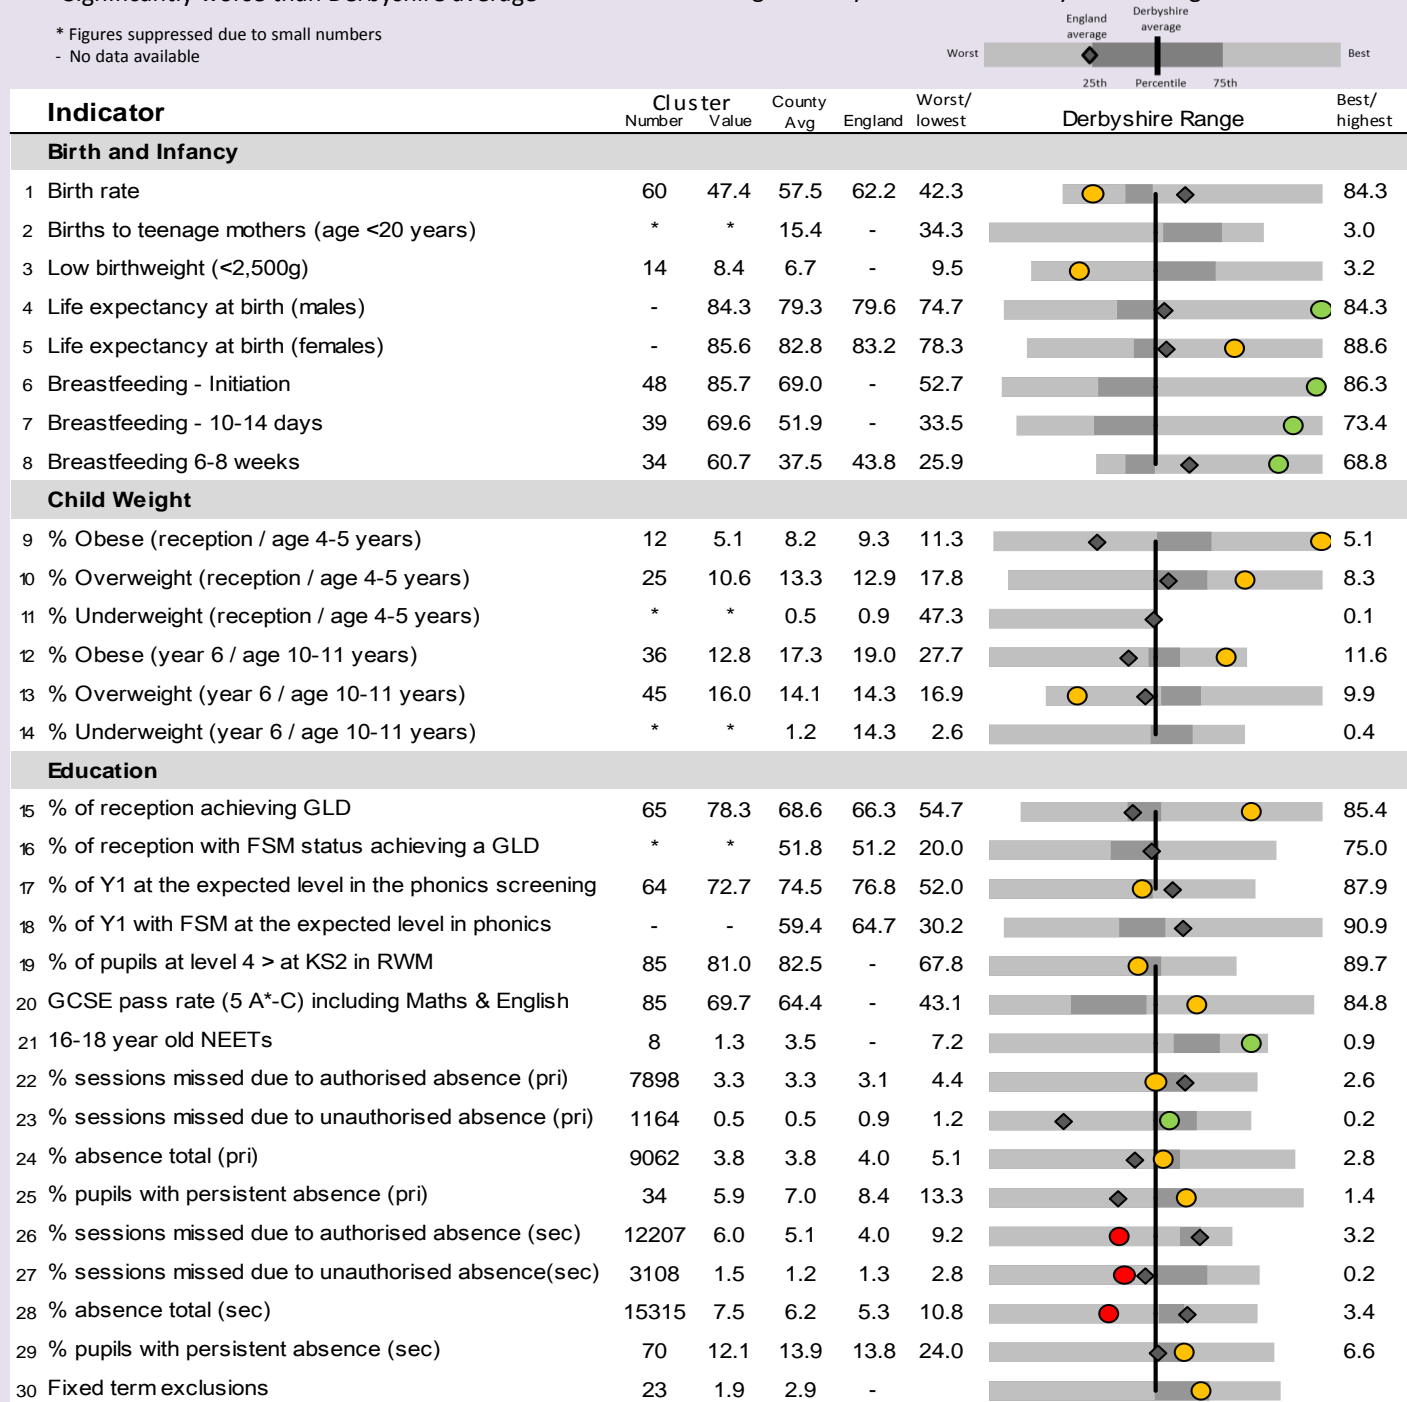 Significantly worse than Derbyshire average
* Figures suppressed due to small numbers
- No data available
England average
Derbyshire average
Worst
Best
25th Percentile 75th
Indicator Cluster Number Value County Avg England Worst/ lowest Derbyshire Range Best/ highest
Birth and Infancy
1 Birth rate 60 47.4 57.5 62.2 42.3 84.3
2 Births to teenage mothers (age <20 years) * * 15.4 - 34.3 3.0
3 Low birthweight (<2,500g) 14 8.4 6.7 - 9.5 3.2
4 Life expectancy at birth (males) - 84.3 79.3 79.6 74.7 84.3
5 Life expectancy at birth (females) - 85.6 82.8 83.2 78.3 88.6
6 Breastfeeding - Initiation 48 85.7 69.0 - 52.7 86.3
7 Breastfeeding - 10-14 days 39 69.6 51.9 - 33.5 73.4
8 Breastfeeding 6-8 weeks 34 60.7 37.5 43.8 25.9 68.8
Child Weight
9 % Obese (reception / age 4-5 years) 12 5.1 8.2 9.3 11.3 5.1
10 % Overweight (reception / age 4-5 years) 25 10.6 13.3 12.9 17.8 8.3
11 % Underweight (reception / age 4-5 years) * * 0.5 0.9 47.3 0.1
12 % Obese (year 6 / age 10-11 years) 36 12.8 17.3 19.0 27.7 11.6
13 % Overweight (year 6 / age 10-11 years) 45 16.0 14.1 14.3 16.9 9.9
14 % Underweight (year 6 / age 10-11 years) * * 1.2 14.3 2.6 0.4
Education
15 % of reception achieving GLD 65 78.3 68.6 66.3 54.7 85.4
16 % of reception with FSM status achieving a GLD * * 51.8 51.2 20.0 75.0
17 % of Y1 at the expected level in the phonics screening 64 72.7 74.5 76.8 52.0 87.9
18 % of Y1 with FSM at the expected level in phonics - - 59.4 64.7 30.2 90.9
19 % of pupils at level 4 > at KS2 in RWM 85 81.0 82.5 - 67.8 89.7
20 GCSE pass rate (5 A*-C) including Maths & English 85 69.7 64.4 - 43.1 84.8
21 16-18 year old NEETs 8 1.3 3.5 - 7.2 0.9
22 % sessions missed due to authorised absence (pri) 7898 3.3 3.3 3.1 4.4 2.6
23 % sessions missed due to unauthorised absence (pri) 1164 0.5 0.5 0.9 1.2 0.2
24 % absence total (pri) 9062 3.8 3.8 4.0 5.1 2.8
25 % pupils with persistent absence (pri) 34 5.9 7.0 8.4 13.3 1.4
26 % sessions missed due to authorised absence (sec) 12207 6.0 5.1 4.0 9.2 3.2
27 % sessions missed due to unauthorised absence(sec) 3108 1.5 1.2 1.3 2.8 0.2
28 % absence total (sec) 15315 7.5 6.2 5.3 10.8 3.4
29 % pupils with persistent absence (sec) 70 12.1 13.9 13.8 24.0 6.6
30 Fixed term exclusions 23 1.9 2.9 -